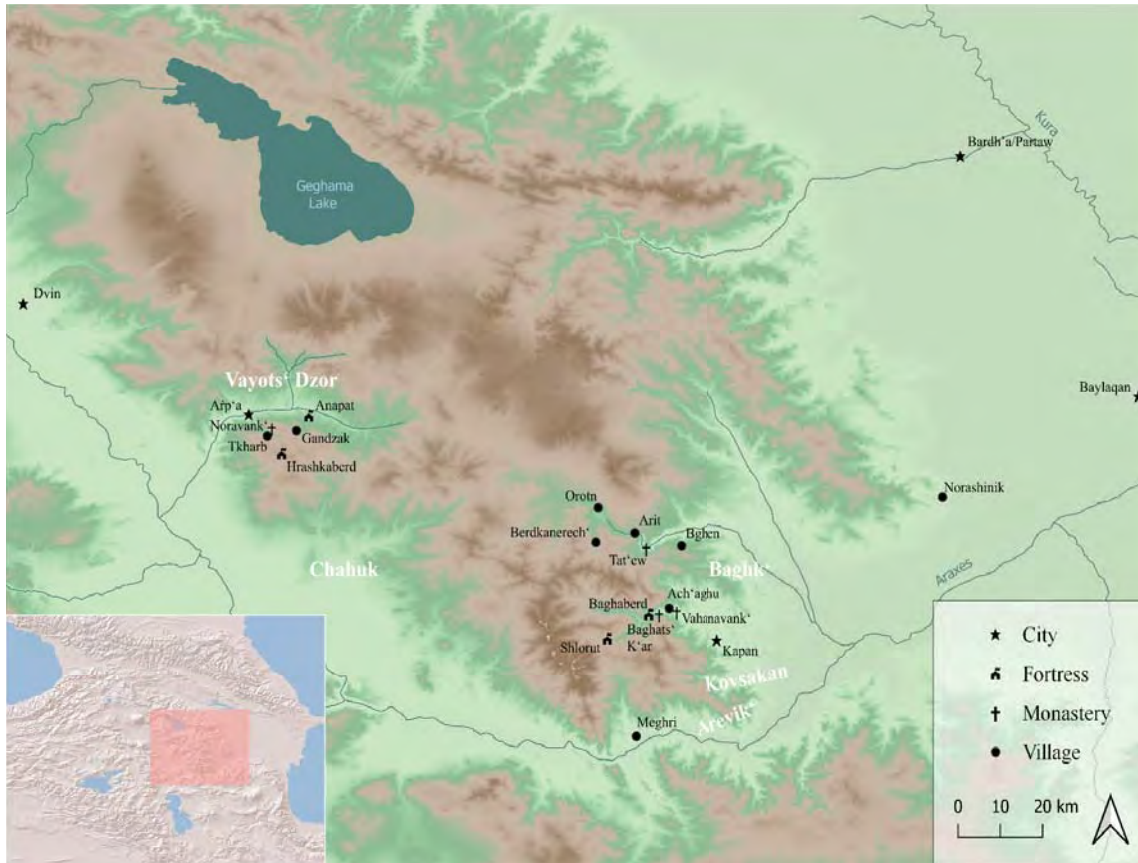 Kura
Bardh‘a/Partaw
Geghama
Lake
Dvin
Vayots‘ Dzor
Baylaqan
Arp‘a
Anapat
Noravank‘
Gandzak
Tkharb
Hrashkaberd
Norashinik
Orotn
Arit
Berdkanerech‘
Bghen
Tat‘ew
Chahuk
Baghk‘
Araxes
Ach‘aghu
Baghaberd
Vahanavank‘
Baghats‘
K‘ar
Shlorut
Kapan
Kovsakan
Arevik‘
Meghri
City
Fortress
Monastery
Village
0 10 20 km